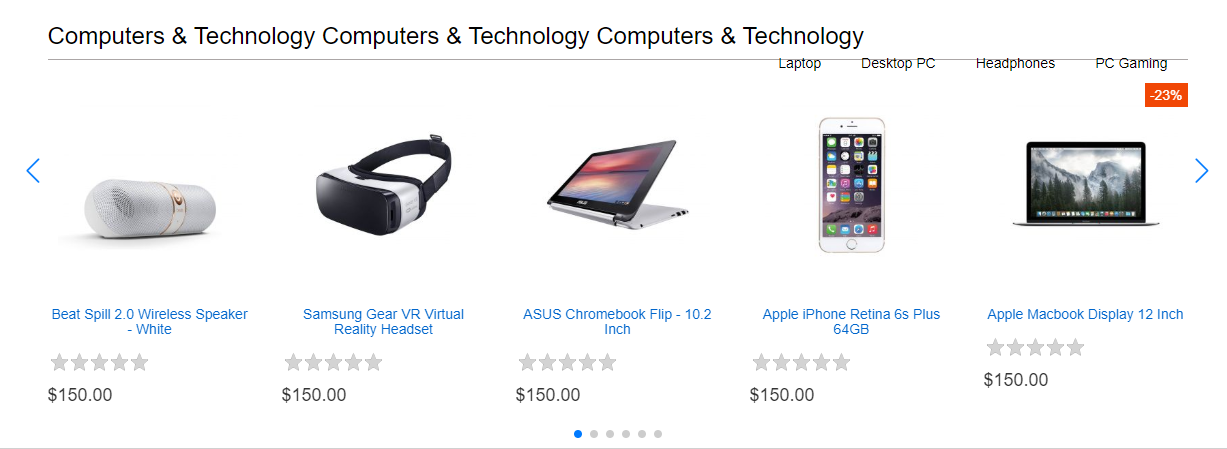 Computers & Technology Computers & Technology Computers & Technology
Laptop Desktop PC Headphones PC Gaming
-23%
ASUS
Beat Spill 2.0 Wireless Speaker
- White
Samsung Gear VR Virtual
Reality Headset
ASUS Chromebook Flip - 10.2
Inch
Apple iPhone Retina 6s Plus
64GB
Apple Macbook Display 12 Inch
$150.00
$150.00
$150.00
$150.00
$150.00